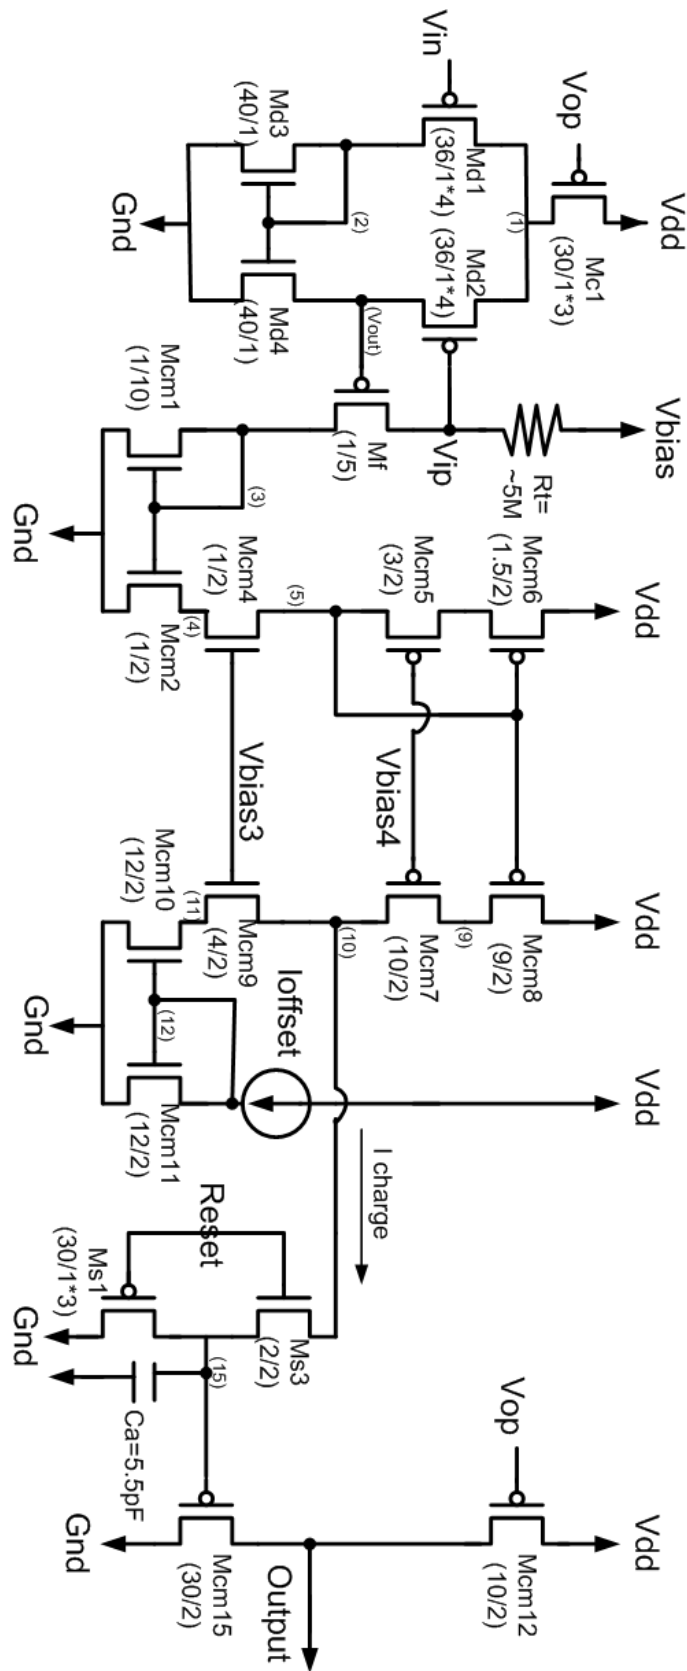 Vdd
Vop
Mc1
(30/1*3)
(1)
Vin
Md1
(36/1*4)
Md2
(36/1*4)
(2)
(Vout)
Md3
(40/1)
Md4
(40/1)
Gnd
Vbias
Rt=
~5M
Vip
Mf
(1/5)
(3)
Mcm1
(1/10)
Mcm2
(1/2)
Gnd
Vdd
Mcm6
(1.5/2)
Mcm5
(3/2)
(5)
Mcm4
(1/2)
(4)
Vbias4
Vbias3
Vdd
Mcm8
(9/2)
(9)
Mcm7
(10/2)
(10)
Mcm9
(4/2)
(11)
Mcm10
(12/2)
(12)
Mcm11
(12/2)
Gnd
Ioffset
Vdd
I charge
Reset
Ms3
(2/2)
Ms1
(30/1*3)
(15)
Gnd
Ca=5.5pF
Vdd
Vop
Mcm12
(10/2)
Output
Mcm15
(30/2)
Gnd